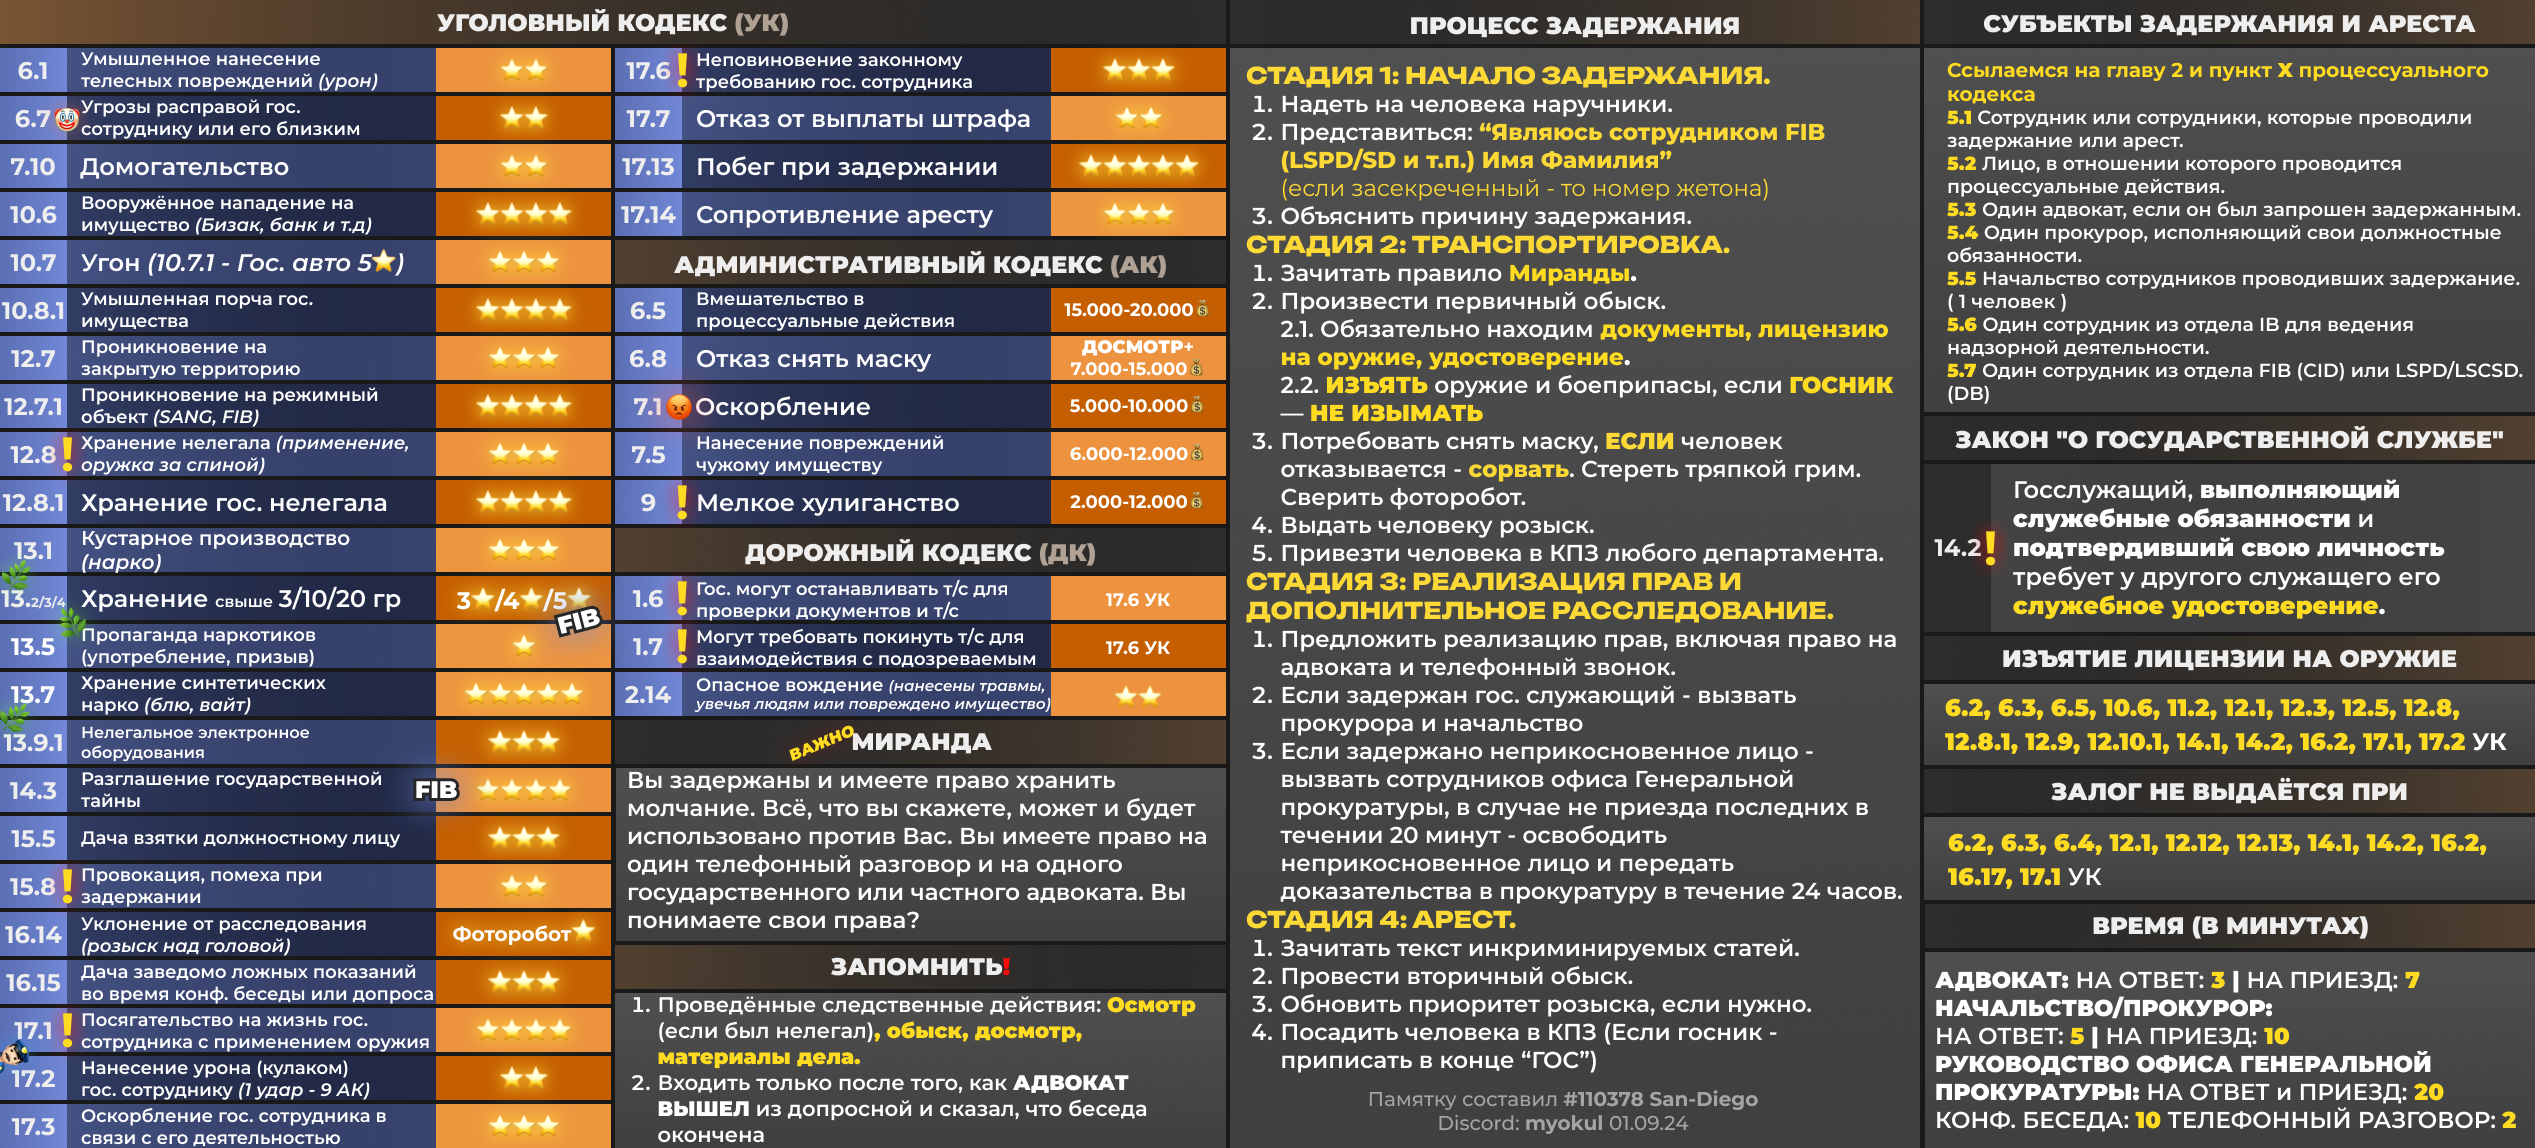 УГОЛОВНЫЙ КОДЕКС (УК)
6.1
Умышленное нанесение
телесных повреждений (урон)
6.7
Угрозы расправой гос.
сотруднику или его близким
7.10
Домогательство
10.6
Вооружённое нападение на
имущество (Бизак, банк и т.д)
10.7
Угон (10.7.1 - Гос. авто 5⭐)
10.8.1
Умышленная порча гос.
имущества
12.7
Проникновение на
закрытую территорию
12.7.1
Проникновение на режимный
объект (SANG, FIB)
12.8
Хранение нелегала (применение,
оружка за спиной)
12.8.1
Хранение гос. нелегала
13.1
Кустарное производство
(нарко)
13.2/3/4
Хранение свыше 3/10/20 гр
3⭐/4⭐/5⭐
FIB
13.5
Пропаганда наркотиков
(употребление, призыв)
13.7
Хранение синтетических
нарко (блю, вайт)
13.9.1
Нелегальное электронное
оборудования
14.3
Разглашение государственной
тайны
FIB
15.5
Дача взятки должностному лицу
15.8
Провокация, помеха при
задержании
16.14
Уклонение от расследования
(розыск над головой)
Фоторобот⭐
16.15
Дача заведомо ложных показаний
во время конф. беседы или допроса
17.1
Посягательство на жизнь гос.
сотрудника с применением оружия
17.2
Нанесение урона (кулаком)
гос. сотруднику (1 удар - 9 АК)
17.3
Оскорбление гос. сотрудника в
связи с его деятельностью
17.6
Неповиновение законному
требованию гос. сотрудника
17.7
Отказ от выплаты штрафа
17.13
Побег при задержании
17.14
Сопротивление аресту
АДМИНИСТРАТИВНЫЙ КОДЕКС (АК)
6.5
Вмешательство в
процессуальные действия
15.000-20.000
6.8
Отказ снять маску
ДОСМОТР+
7.000-15.000
7.1
Оскорбление
5.000-10.000
7.5
Нанесение повреждений
чужому имуществу
6.000-12.000
9
Мелкое хулиганство
2.000-12.000
ДОРОЖНЫЙ КОДЕКС (ДК)
1.6
Гос. могут останавливать т/с для
проверки документов и т/с
17.6 УК
1.7
Могут требовать покинуть т/с для
взаимодействия с подозреваемым
17.6 УК
2.14
Опасное вождение (нанесены травмы,
увечья людям или повреждено имущество)
ВАЖНО
МИРАНДА
Вы задержаны и имеете право хранить
молчание. Всё, что вы скажете, может и будет
использовано против Вас. Вы имеете право на
один телефонный разговор и на одного
государственного или частного адвоката. Вы
понимаете свои права?
ЗАПОМНИТЬ!
1. Проведённые следственные действия: Осмотр
(если был нелегал), обыск, досмотр,
материалы дела.
2. Входить только после того, как АДВОКАТ
ВЫШЕЛ из допросной и сказал, что беседа
окончена
ПРОЦЕСС ЗАДЕРЖАНИЯ
СТАДИЯ 1: НАЧАЛО ЗАДЕРЖАНИЯ.
1. Надеть на человека наручники.
2. Представиться: “Являюсь сотрудником FIB
(LSPD/SD и т.п.) Имя Фамилия”
(если засекреченный - то номер жетона)
3. Объяснить причину задержания.
СТАДИЯ 2: ТРАНСПОРТИРОВКА.
1. Зачитать правило Миранды.
2. Произвести первичный обыск.
2.1. Обязательно находим документы, лицензию
на оружие, удостоверение.
2.2. ИЗЪЯТЬ оружие и боеприпасы, если ГОСНИК
— НЕ ИЗЫМАТЬ
3. Потребовать снять маску, ЕСЛИ человек
отказывается - сорвать. Стереть тряпкой грим.
Сверить фоторобот.
4. Выдать человеку розыск.
5. Привезти человека в КПЗ любого департамента.
СТАДИЯ 3: РЕАЛИЗАЦИЯ ПРАВ И
ДОПОЛНИТЕЛЬНОЕ РАССЛЕДОВАНИЕ.
1. Предложить реализацию прав, включая право на
адвоката и телефонный звонок.
2. Если задержан гос. служающий - вызвать
прокурора и начальство
3. Если задержано неприкосновенное лицо -
вызвать сотрудников офиса Генеральной
прокуратуры, в случае не приезда последних в
течении 20 минут - освободить
неприкосновенное лицо и передать
доказательства в прокуратуру в течение 24 часов.
СТАДИЯ 4: АРЕСТ.
1. Зачитать текст инкриминируемых статей.
2. Провести вторичный обыск.
3. Обновить приоритет розыска, если нужно.
4. Посадить человека в КПЗ (Если госник -
приписать в конце “ГОС”)
Памятку составил #110378 San-Diego
Discord: myokul 01.09.24
СУБЪЕКТЫ ЗАДЕРЖАНИЯ И АРЕСТА
Ссылаемся на главу 2 и пункт X процессуального
кодекса
5.1 Сотрудник или сотрудники, которые проводили
задержание или арест.
5.2 Лицо, в отношении которого проводится
процессуальные действия.
5.3 Один адвокат, если он был запрошен задержанным.
5.4 Один прокурор, исполняющий свои должностные
обязанности.
5.5 Начальство сотрудников проводивших задержание.
( 1 человек )
5.6 Один сотрудник из отдела IB для ведения
надзорной деятельности.
5.7 Один сотрудник из отдела FIB (CID) или LSPD/LSCSD.
(DB)
ЗАКОН "О ГОСУДАРСТВЕННОЙ СЛУЖБЕ"
14.2
Госслужащий, выполняющий
служебные обязанности и
подтвердивший свою личность
требует у другого служащего его
служебное удостоверение.
ИЗЪЯТИЕ ЛИЦЕНЗИИ НА ОРУЖИЕ
6.2, 6.3, 6.5, 10.6, 11.2, 12.1, 12.3, 12.5, 12.8,
12.8.1, 12.9, 12.10.1, 14.1, 14.2, 16.2, 17.1, 17.2 УК
ЗАЛОГ НЕ ВЫДАЁТСЯ ПРИ
6.2, 6.3, 6.4, 12.1, 12.12, 12.13, 14.1, 14.2, 16.2,
16.17, 17.1 УК
ВРЕМЯ (В МИНУТАХ)
АДВОКАТ: НА ОТВЕТ: 3 | НА ПРИЕЗД: 7
НАЧАЛЬСТВО/ПРОКУРОР:
НА ОТВЕТ: 5 | НА ПРИЕЗД: 10
РУКОВОДСТВО ОФИСА ГЕНЕРАЛЬНОЙ
ПРОКУРАТУРЫ: НА ОТВЕТ и ПРИЕЗД: 20
КОНФ. БЕСЕДА: 10 ТЕЛЕФОННЫЙ РАЗГОВОР: 2